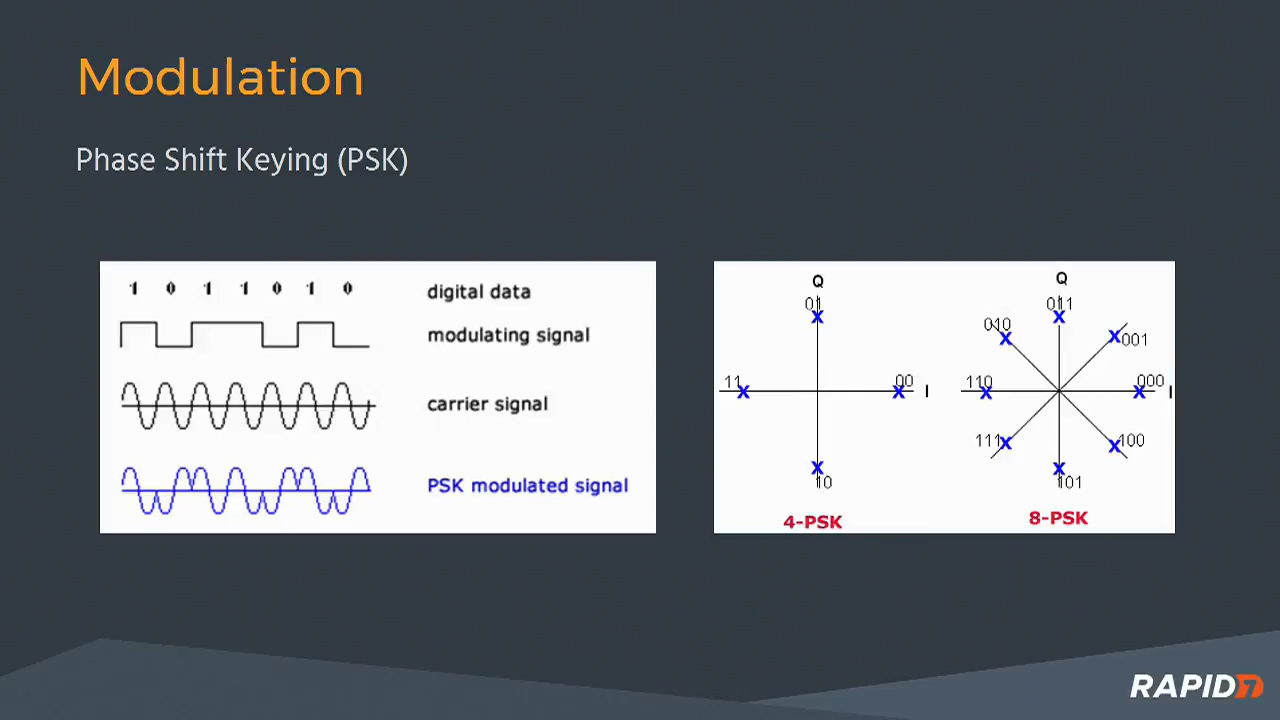 Modulation
Phase Shift Keying (PSK)
1 0 1 1 0 1 0 digital data
modulating signal
carrier signal
PSK modulated signal
Q
01
11
00
I
10
4-PSK
Q
011
010
001
110
000
I
111
100
101
8-PSK
RAPID7